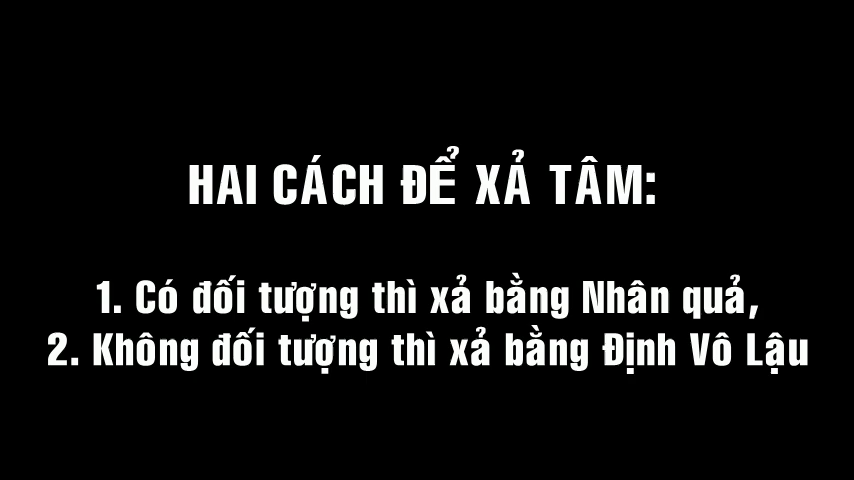 HAI CÁCH ĐỂ XẢ TÂM:
1. Có đối tượng thì xả bằng Nhân quả,
2. Không đối tượng thì xả bằng Định Vô Lậu